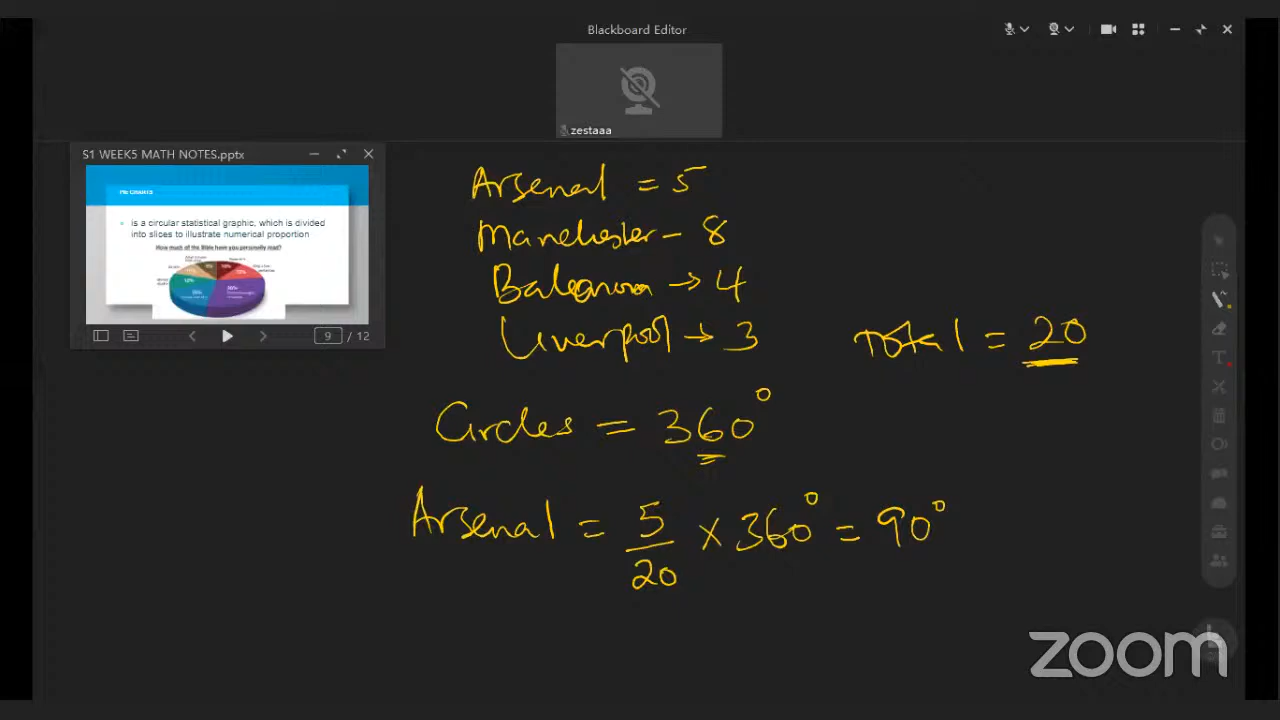 Blackboard Editor
zestaaa
S1 WEEK5 MATH NOTES.pptx
PIE CHARTS
is a circular statistical graphic, which is divided
into slices to illustrate numerical proportion
How much of the Bible have you personally read?
9 / 12
Arsenal = 5
Manchester - 8
→ 4
Liverpool → 3
Total = 20
Circles = 360°
Arsenal = 5/20 × 360° = 90°
zoom